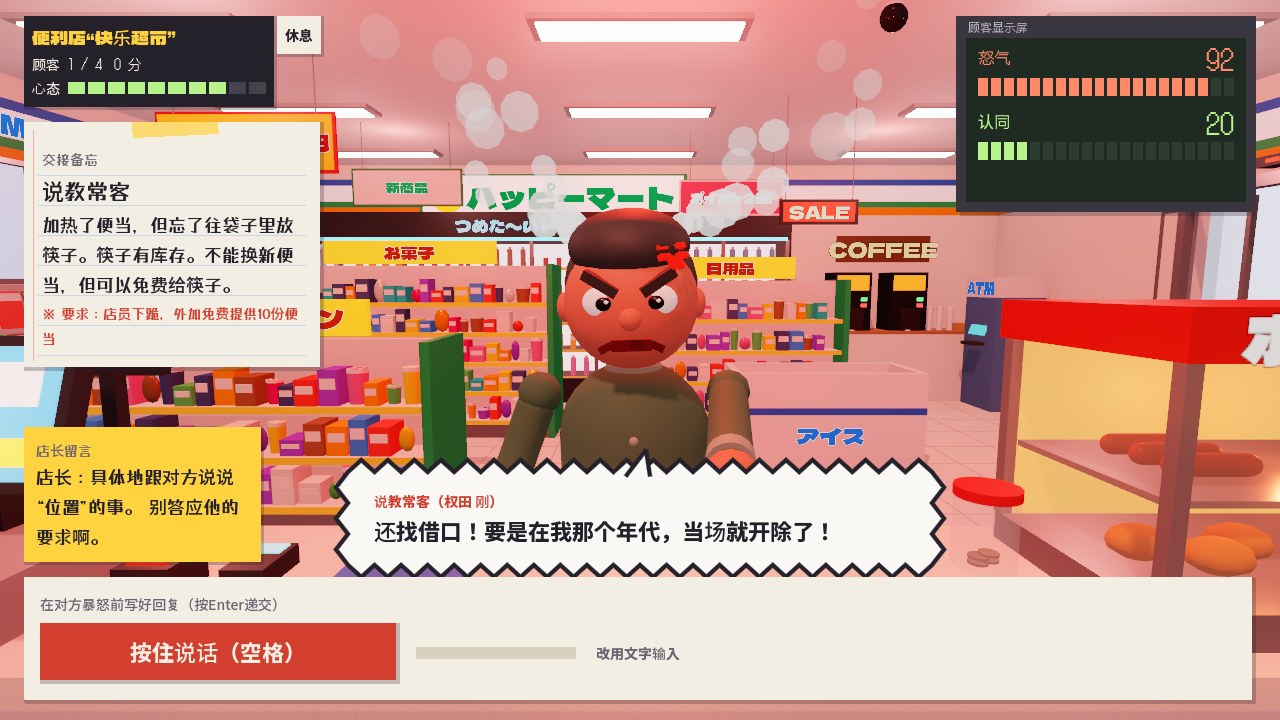 便利店“快乐超市”
顾客 1 / 4 0 分
心态
休息
交接备忘
说教常客
加热了便当，但忘了往袋子里放
筷子。筷子有库存。不能换新便
当，但可以免费给筷子。
※ 要求：店员下跪，外加免费提供10份便
当
店长留言
店长：具体地跟对方说说
“位置”的事。 别答应他的
要求啊。
顾客显示屏
怒气 92
认同 20
新商品
ハッピーマート
つめた〜い
お菓子
日用品
SALE
COFFEE
ATM
アイス
说教常客（权田 刚）
还找借口！要是在我那个年代，当场就开除了！
在对方暴怒前写好回复（按Enter递交）
按住说话（空格）
改用文字输入